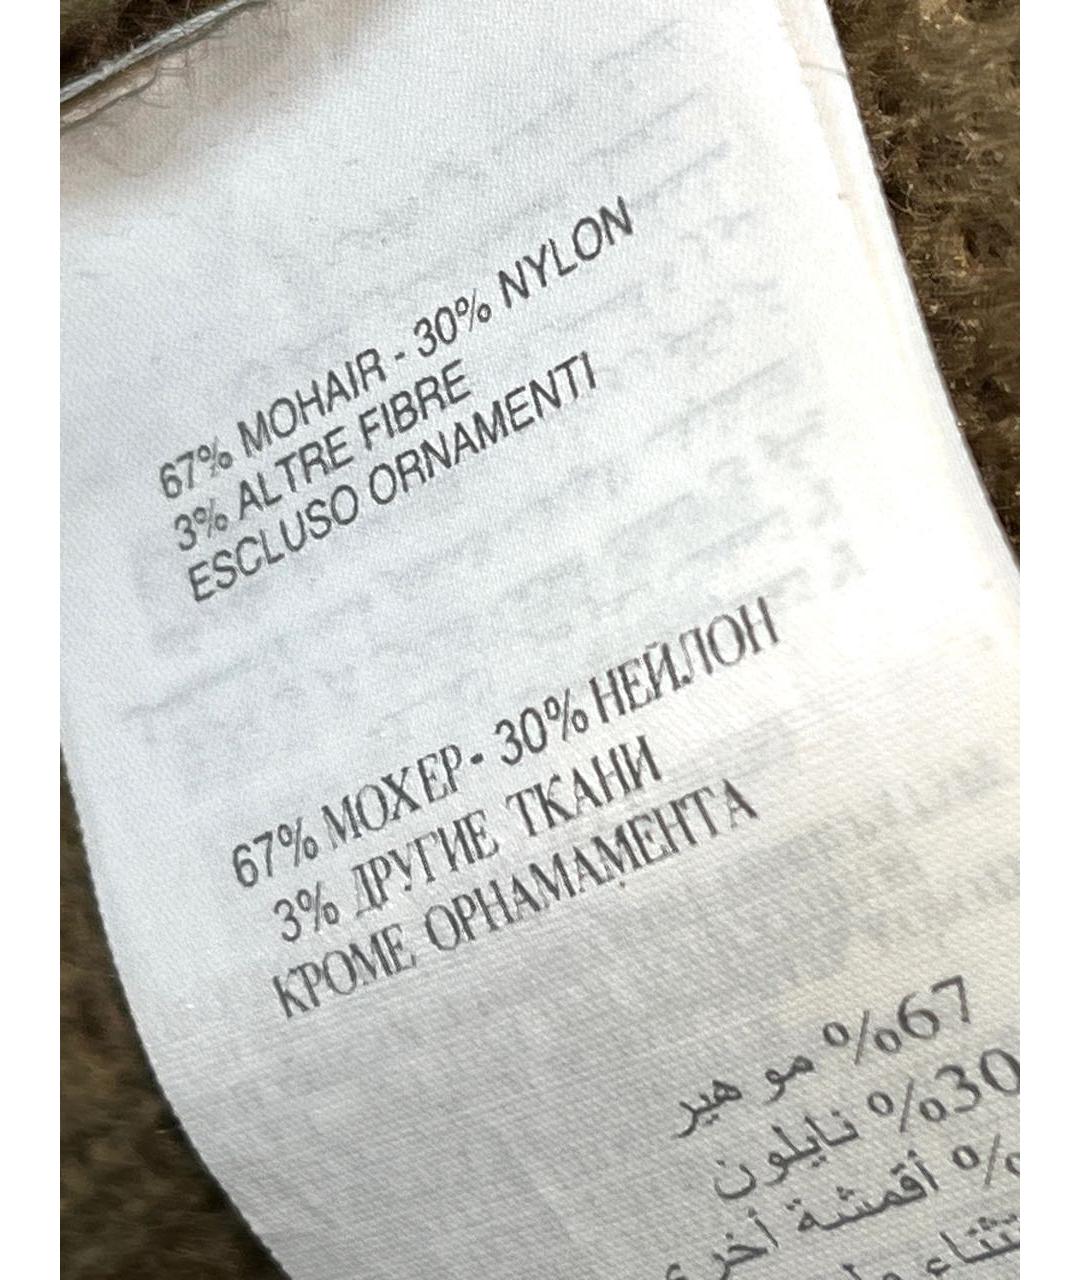 67% MOHAIR - 30% NYLON
3% ALTRE FIBRE
ESCLUSO ORNAMENTI
67% МОХЕР- 30% НЕЙЛОН
3% ДРУГИЕ ТКАНИ
КРОМЕ ОРНАМАМЕНТА
67% مو هير
30% نايلون
% أقمشة أخرى